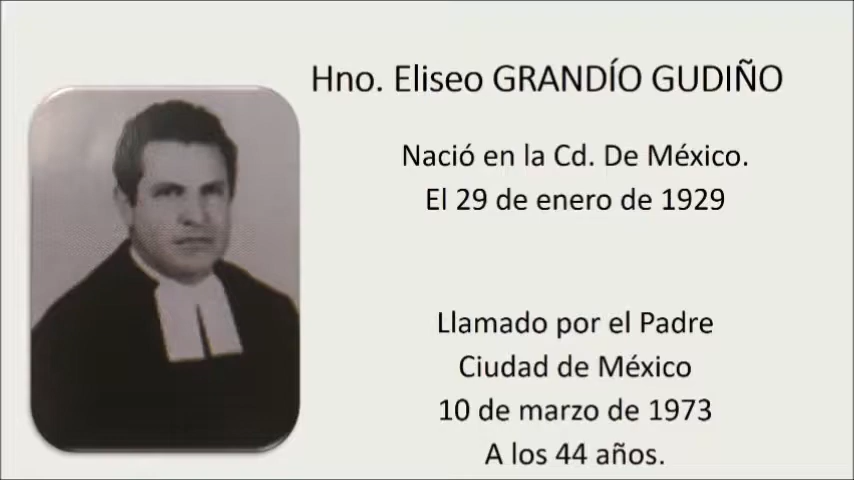 Hno. Eliseo GRANDÍO GUDIÑO
Nació en la Cd. De México.
El 29 de enero de 1929
Llamado por el Padre
Ciudad de México
10 de marzo de 1973
A los 44 años.